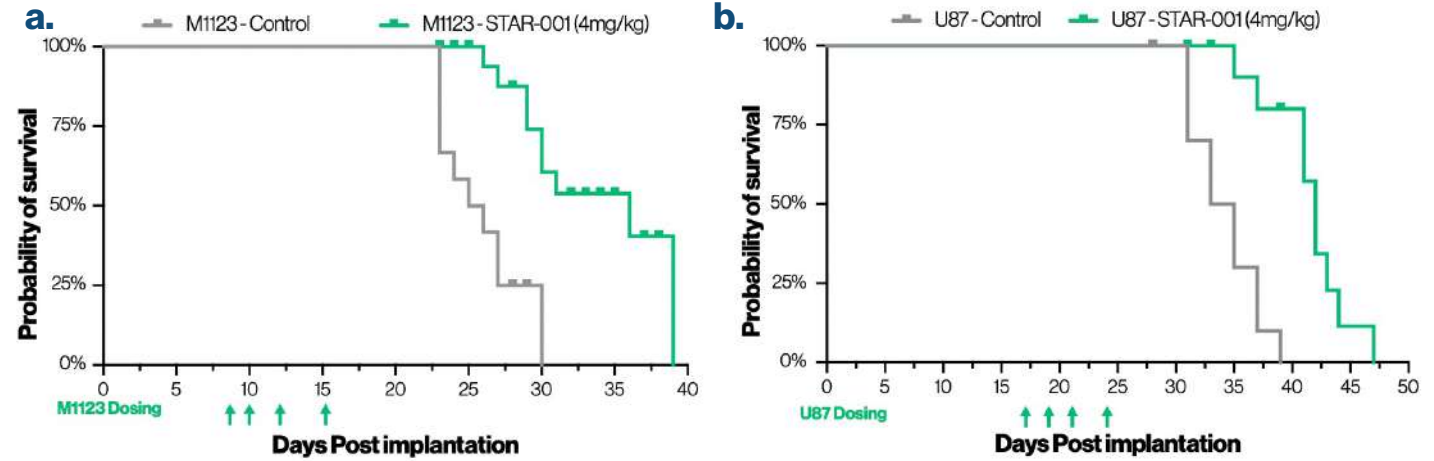 a.
M1123 - Control
M1123 - STAR-001 (4mg/kg)
Probability of survival
100%
75%
50%
25%
0%
0 5 10 15 20 25 30 35 40
M1123 Dosing
Days Post implantation
b.
U87 - Control
U87 - STAR-001 (4mg/kg)
Probability of survival
100%
75%
50%
25%
0%
0 5 10 15 20 25 30 35 40 45 50
U87 Dosing
Days Post implantation